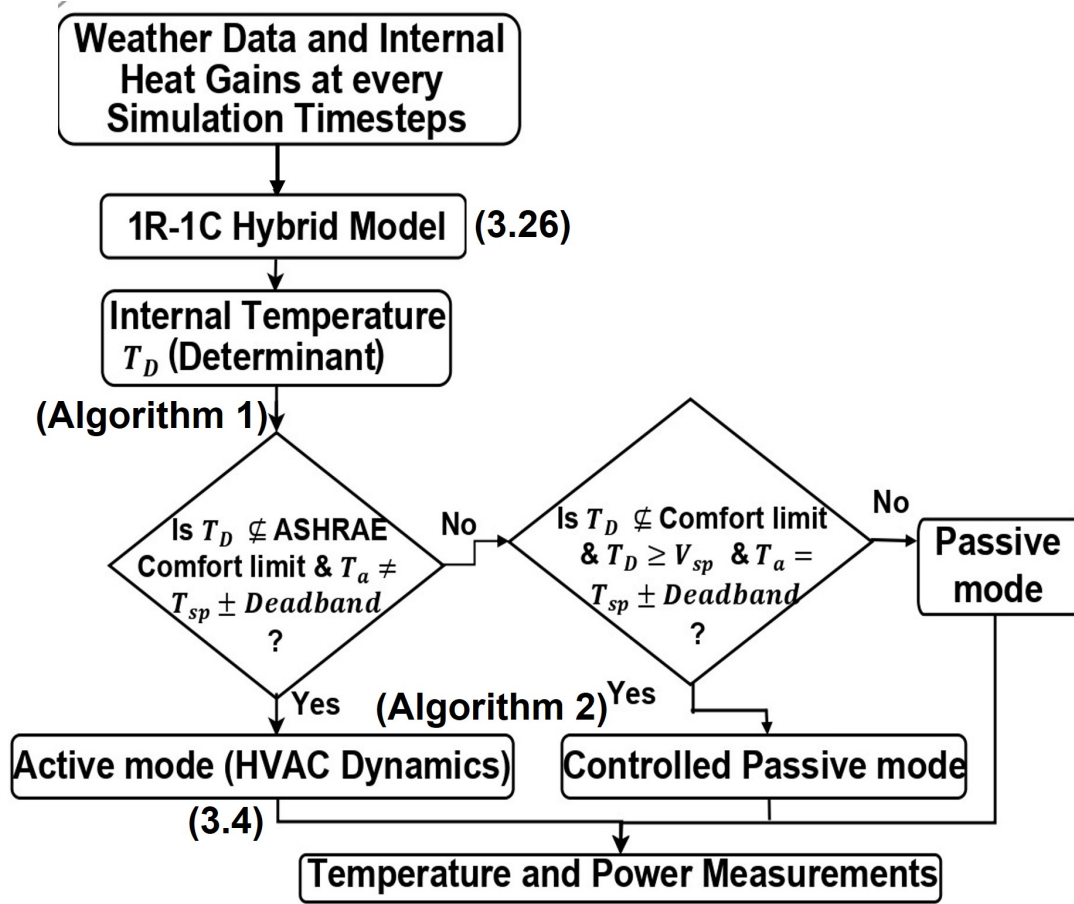 Weather Data and Internal
Heat Gains at every
Simulation Timesteps
1R-1C Hybrid Model
(3.26)
Internal Temperature
T_D (Determinant)
(Algorithm 1)
Is T_D ⊈ ASHRAE
Comfort limit & T_a ≠
T_sp ± Deadband
?
No
Is T_D ⊈ Comfort limit
& T_D ≥ V_sp & T_a =
T_sp ± Deadband
?
No
Passive
mode
Yes
(Algorithm 2)
Yes
Active mode (HVAC Dynamics)
Controlled Passive mode
(3.4)
Temperature and Power Measurements